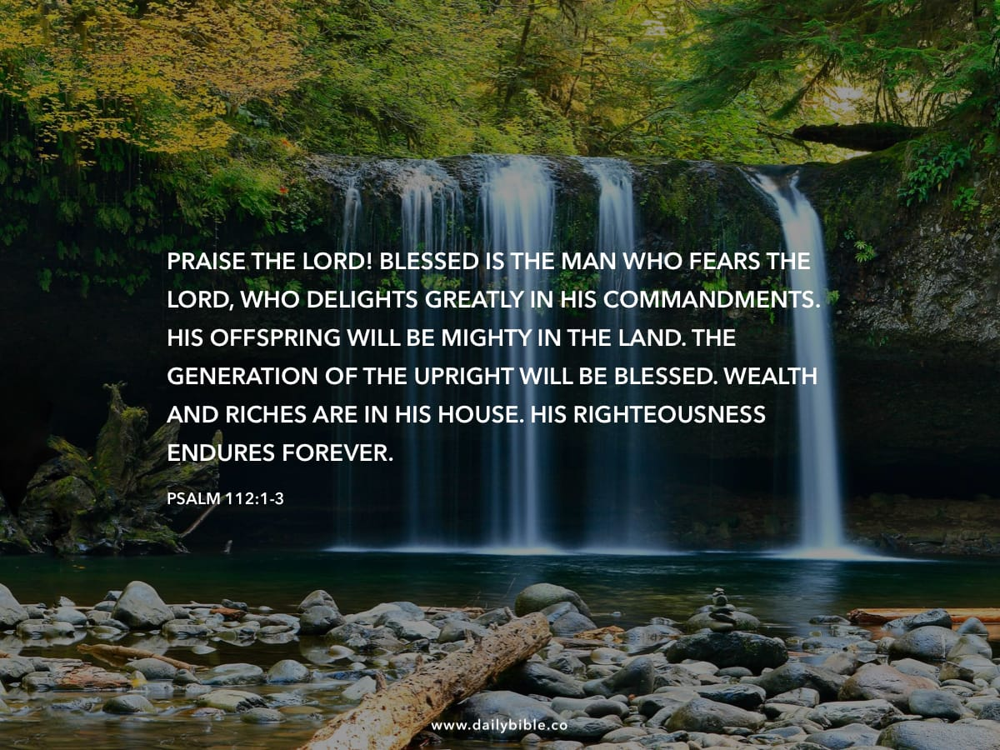 PRAISE THE LORD! BLESSED IS THE MAN WHO FEARS THE
LORD, WHO DELIGHTS GREATLY IN HIS COMMANDMENTS.
HIS OFFSPRING WILL BE MIGHTY IN THE LAND. THE
GENERATION OF THE UPRIGHT WILL BE BLESSED. WEALTH
AND RICHES ARE IN HIS HOUSE. HIS RIGHTEOUSNESS
ENDURES FOREVER.
PSALM 112:1-3
www.dailybible.co